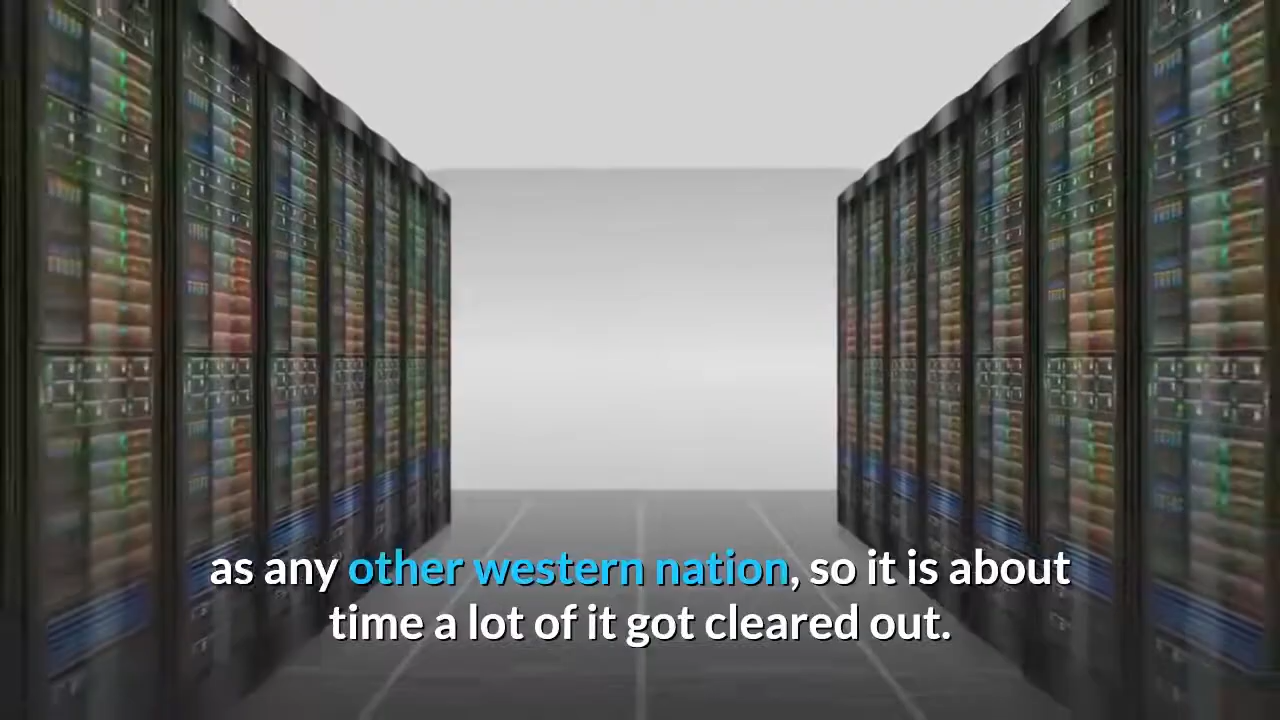 as any other western nation, so it is about
time a lot of it got cleared out.